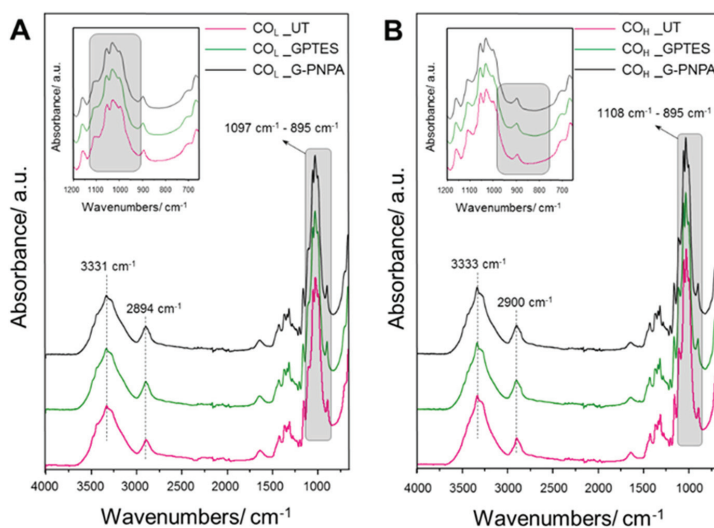 A
CO_L _UT
CO_L _GPTES
CO_L _G-PNPA
Absorbance/ a.u.
1200 1100 1000 900 800 700
Wavenumbers/ cm⁻¹
1097 cm⁻¹ - 895 cm⁻¹
3331 cm⁻¹
2894 cm⁻¹
Absorbance/ a.u.
4000 3500 3000 2500 2000 1500 1000
Wavenumbers/ cm⁻¹
B
CO_H _UT
CO_H _GPTES
CO_H _G-PNPA
Absorbance/ a.u.
1200 1100 1000 900 800 700
Wavenumbers/ cm⁻¹
1108 cm⁻¹ - 895 cm⁻¹
3333 cm⁻¹
2900 cm⁻¹
Absorbance/ a.u.
4000 3500 3000 2500 2000 1500 1000
Wavenumbers/ cm⁻¹